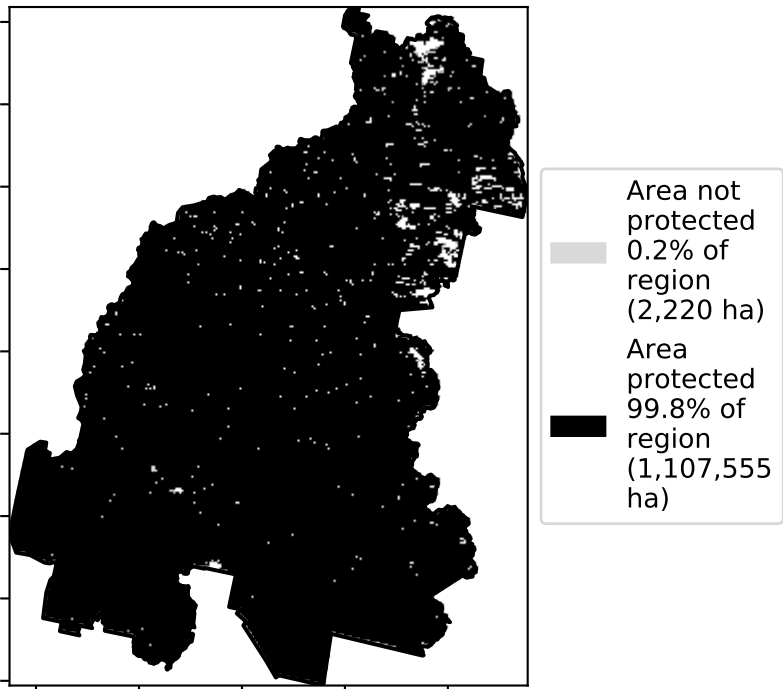 Area not
protected
0.2% of
region
(2,220 ha)
Area
protected
99.8% of
region
(1,107,555
ha)